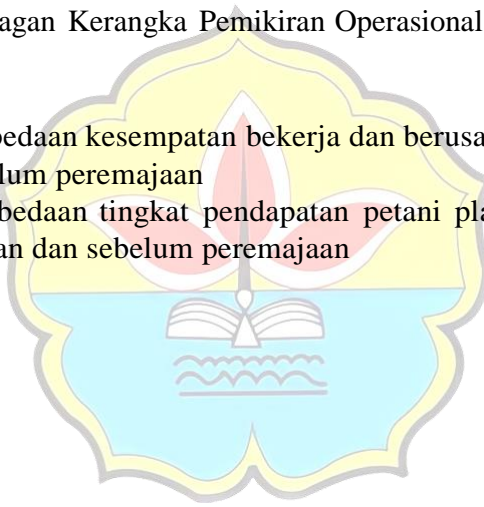 agan Kerangka Pemikiran Operasional
bedaan kesempatan bekerja dan berusa
lum peremajaan
bedaan tingkat pendapatan petani pla
an dan sebelum peremajaan